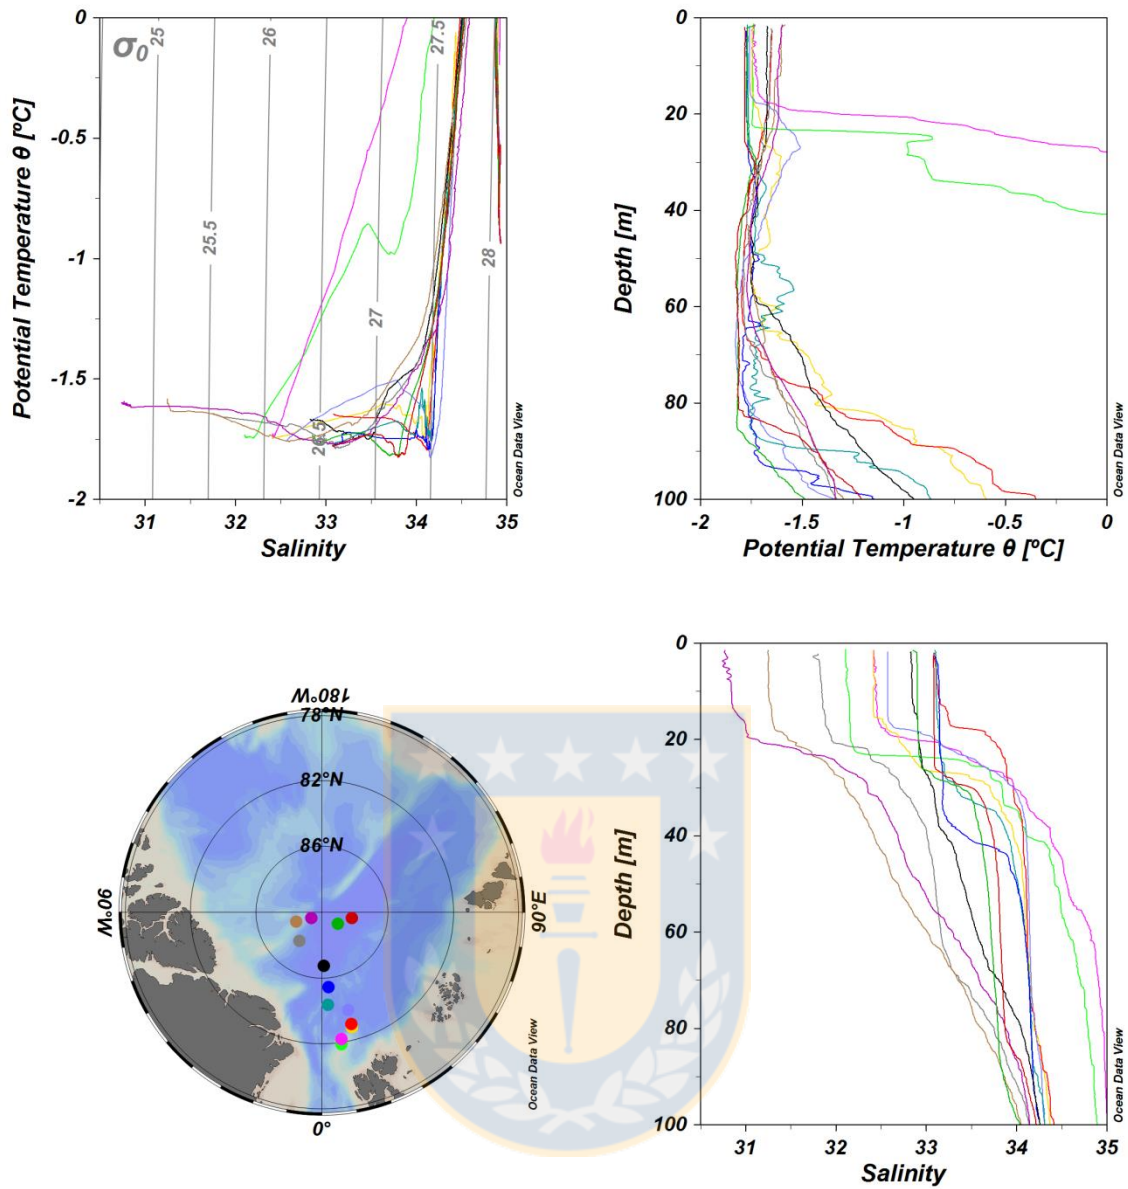 σ0
25
26
27.5
25.5
27
28
26.5
0
-0.5
-1
-1.5
-2
Potential Temperature θ [ºC]
31
32
33
34
35
Salinity
Ocean Data View
0
20
40
60
80
100
Depth [m]
-2
-1.5
-1
-0.5
0
Potential Temperature θ [ºC]
Ocean Data View
180°W
78°N
82°N
86°N
90°W
90°E
0°
Ocean Data View
0
20
40
60
80
100
Depth [m]
31
32
33
34
35
Salinity
Ocean Data View